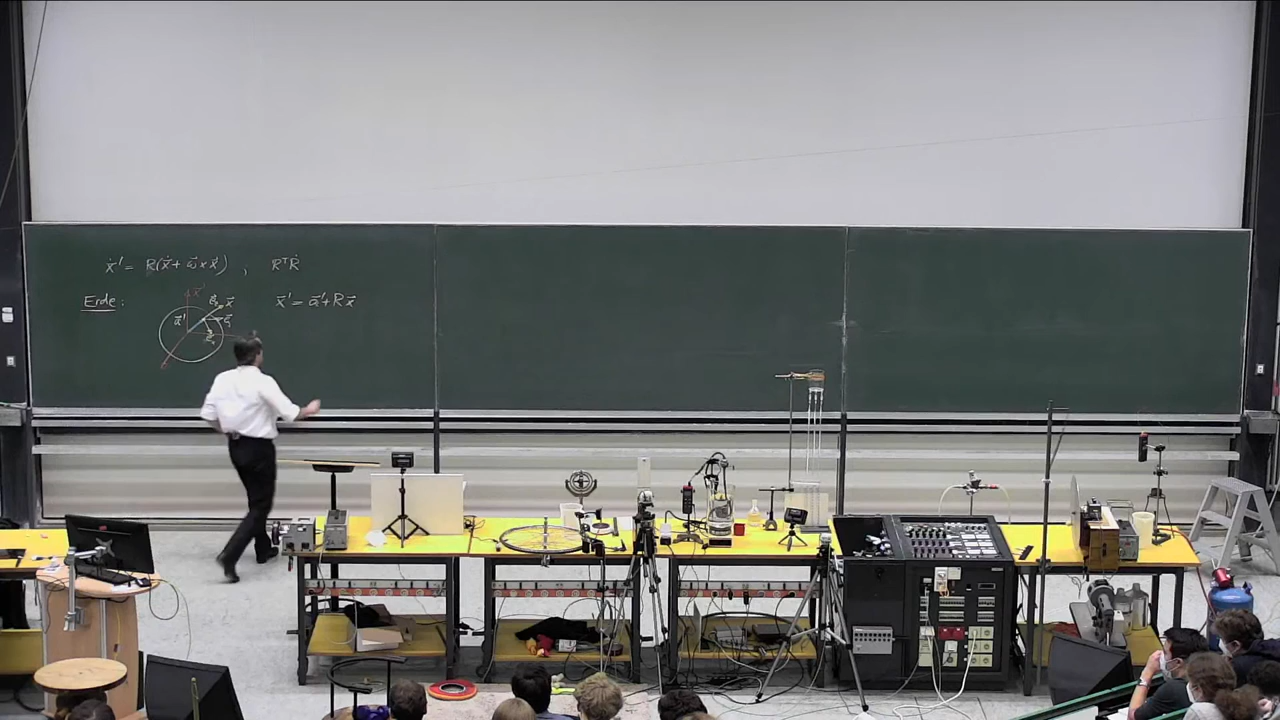 ẋ⃗' = R(ẋ⃗ + ω⃗ × x⃗) , RᵀṘ
Erde : x⃗' = a⃗' + R x⃗
a⃗' x⃗